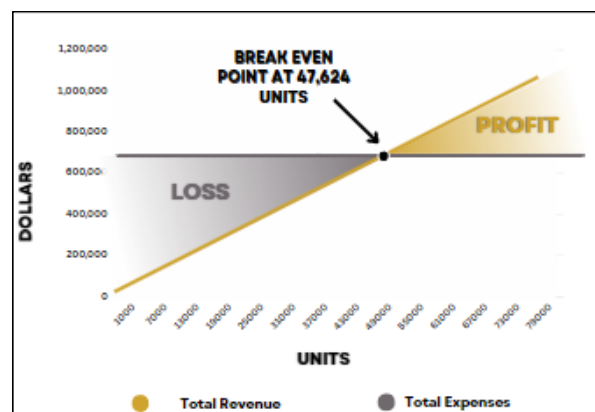 BREAK EVEN
POINT AT 47,624
UNITS
1,200,000
1,000,000
800,000
600,000
400,000
200,000
0
DOLLARS
LOSS
PROFIT
1000 7000 13000 19000 25000 31000 37000 43000 49000 55000 61000 67000 73000 79000
UNITS
Total Revenue Total Expenses